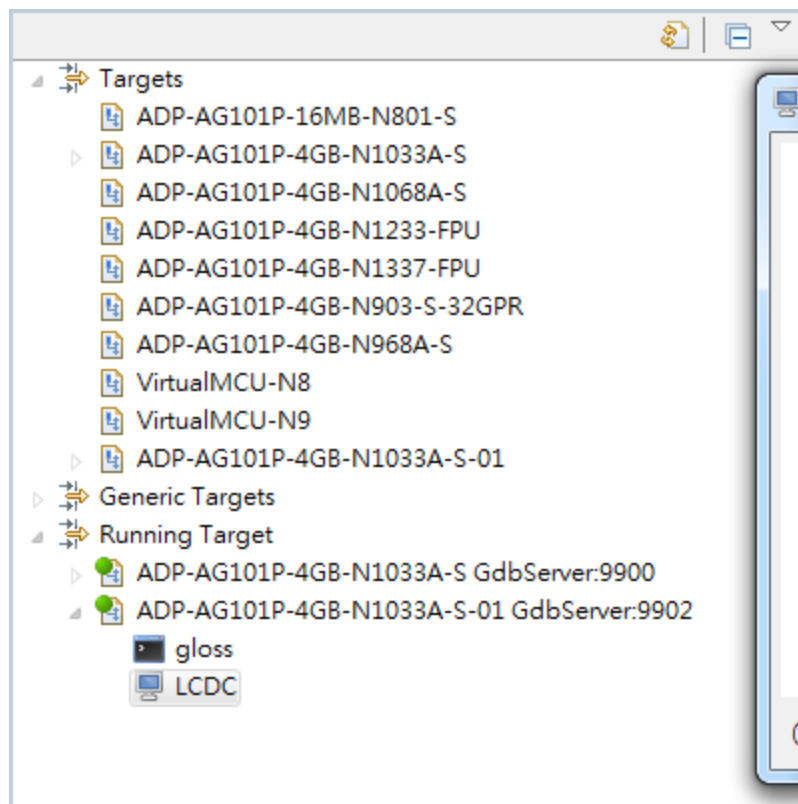 Targets
ADP-AG101P-16MB-N801-S
ADP-AG101P-4GB-N1033A-S
ADP-AG101P-4GB-N1068A-S
ADP-AG101P-4GB-N1233-FPU
ADP-AG101P-4GB-N1337-FPU
ADP-AG101P-4GB-N903-S-32GPR
ADP-AG101P-4GB-N968A-S
VirtualMCU-N8
VirtualMCU-N9
ADP-AG101P-4GB-N1033A-S-01
Generic Targets
Running Target
ADP-AG101P-4GB-N1033A-S GdbServer:9900
ADP-AG101P-4GB-N1033A-S-01 GdbServer:9902
gloss
LCDC